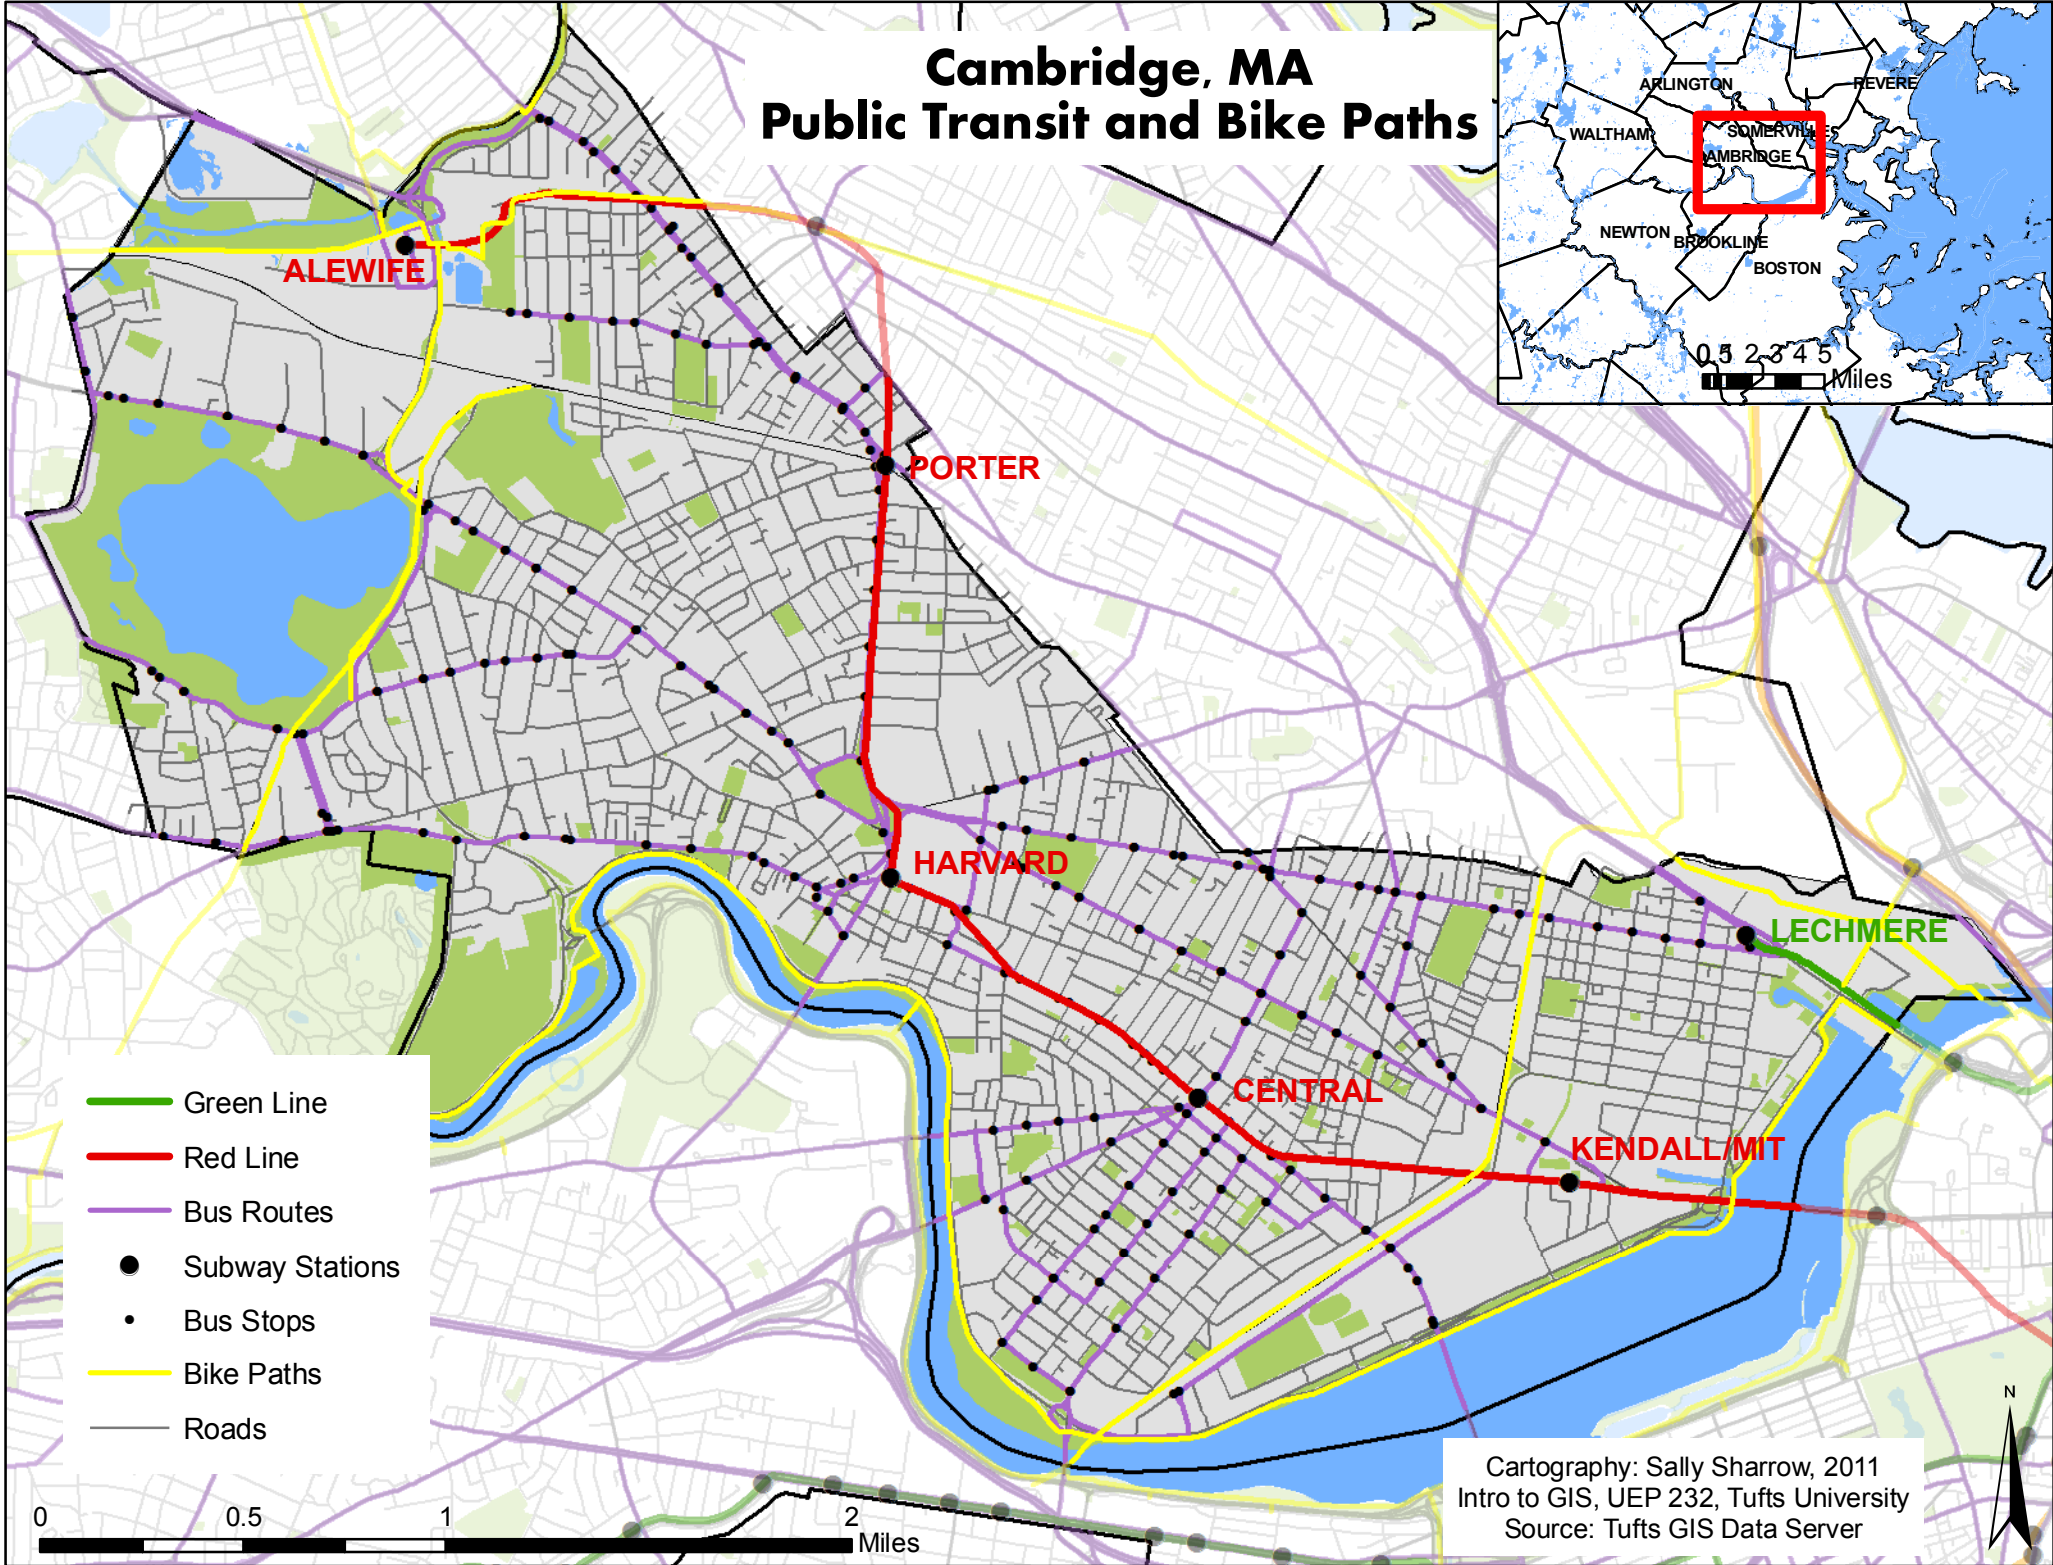 Cambridge, MA
Public Transit and Bike Paths
ARLINGTON
REVERE
WALTHAM
SOMERVILLE
AMBRIDGE
NEWTON
BROOKLINE
BOSTON
2 3 4 5
Miles
ALEWIFE
PORTER
HARVARD
LECHMERE
CENTRAL
KENDALL/MIT
Green Line
Red Line
Bus Routes
Subway Stations
Bus Stops
Bike Paths
Roads
0 0.5 1 2
Miles
N
Cartography: Sally Sharrow, 2011
Intro to GIS, UEP 232, Tufts University
Source: Tufts GIS Data Server